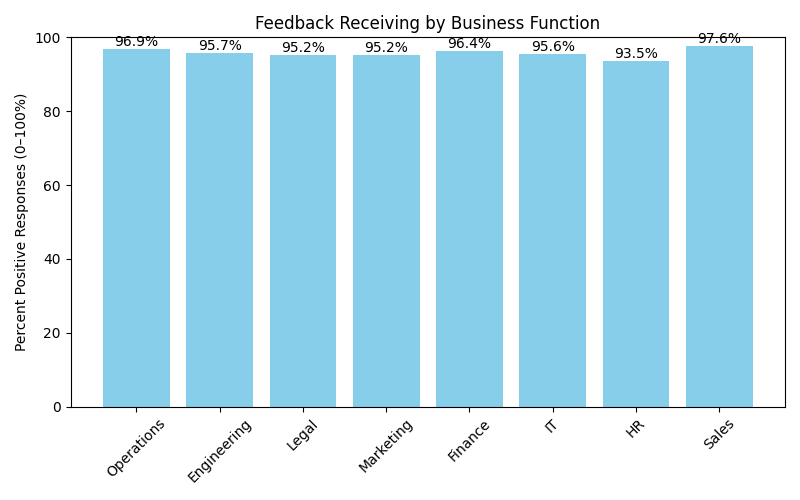 Feedback Receiving by Business Function
Percent Positive Responses (0–100%)
100
80
60
40
20
0
96.9%
95.7%
95.2%
95.2%
96.4%
95.6%
93.5%
97.6%
Operations
Engineering
Legal
Marketing
Finance
IT
HR
Sales